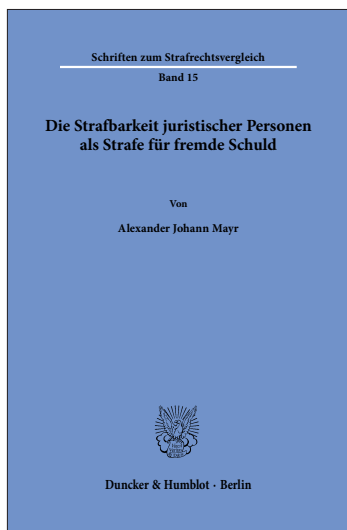 Schriften zum Strafrechtsvergleich
Band 15
Die Strafbarkeit juristischer Personen
als Strafe für fremde Schuld
Von
Alexander Johann Mayr
Duncker & Humblot · Berlin